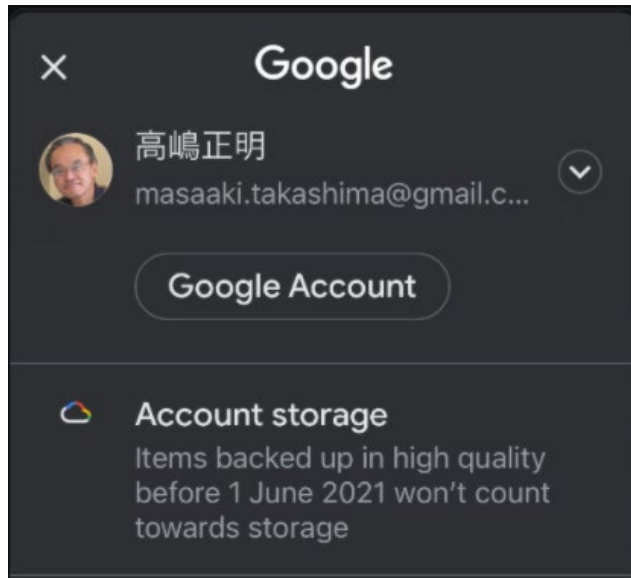 Google
高嶋正明
masaaki.takashima@gmail.c...
Google Account
Account storage
Items backed up in high quality
before 1 June 2021 won't count
towards storage